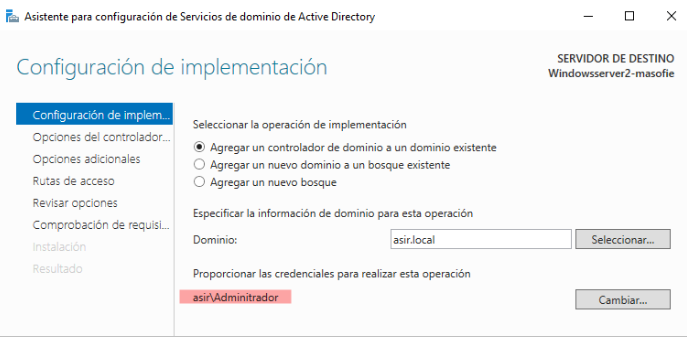 Asistente para configuración de Servicios de dominio de Active Directory
Configuración de implementación
SERVIDOR DE DESTINO
Windowsserver2-masofie
Configuración de implem...
Opciones del controlador...
Opciones adicionales
Rutas de acceso
Revisar opciones
Comprobación de requisi...
Instalación
Resultado
Seleccionar la operación de implementación
Agregar un controlador de dominio a un dominio existente
Agregar un nuevo dominio a un bosque existente
Agregar un nuevo bosque
Especificar la información de dominio para esta operación
Dominio: asir.local Seleccionar...
Proporcionar las credenciales para realizar esta operación
asir\Adminitrador Cambiar...